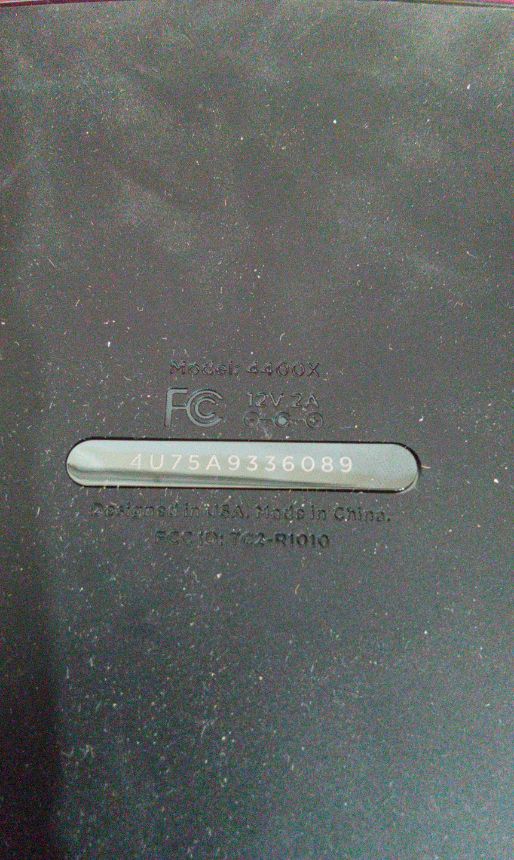 Model: 4400X
FC 12V 2A
4U75A9336089
Designed in USA. Made in China.
FCC ID: TC2-R1010